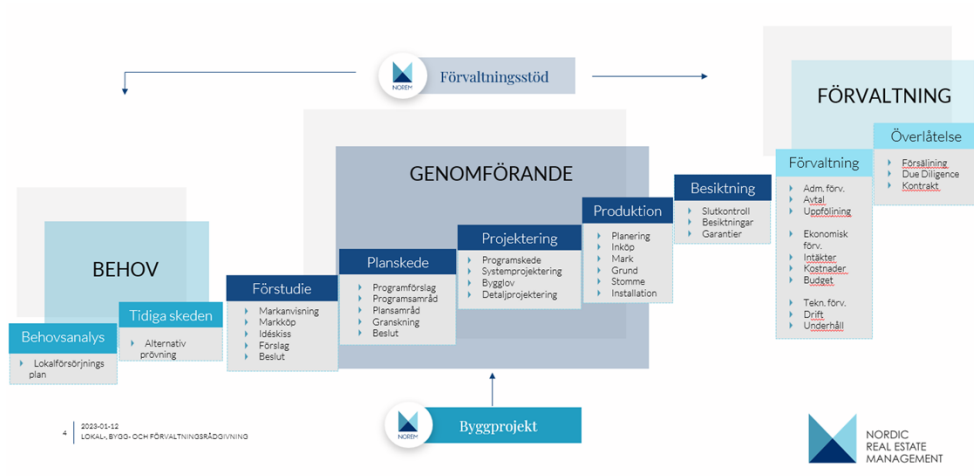 NOREM
Förvaltningsstöd
FÖRVALTNING
Överlåtelse
Försäljning
Due Diligence
Kontrakt
Förvaltning
Adm. förv.
Avtal
Uppföljning
Ekonomisk
förv.
Intäkter
Kostnader
Budget
Tekn. förv.
Drift
Underhåll
GENOMFÖRANDE
Besiktning
Slutkontroll
Besiktningar
Garantier
Produktion
Planering
Inköp
Mark
Grund
Stomme
Installation
Projektering
Programskede
Systemprojektering
Bygglov
Detaljprojektering
Planskede
Programförslag
Programsamråd
Plansamråd
Granskning
Beslut
Förstudie
Markanvisning
Markköp
Idéskiss
Förslag
Beslut
BEHOV
Tidiga skeden
Alternativ
prövning
Behovsanalys
Lokalförsörjnings
plan
NOREM
Byggprojekt
4
2023-01-12
LOKAL-, BYGG- OCH FÖRVALTNINGSRÅDGIVNING
NORDIC
REAL ESTATE
MANAGEMENT